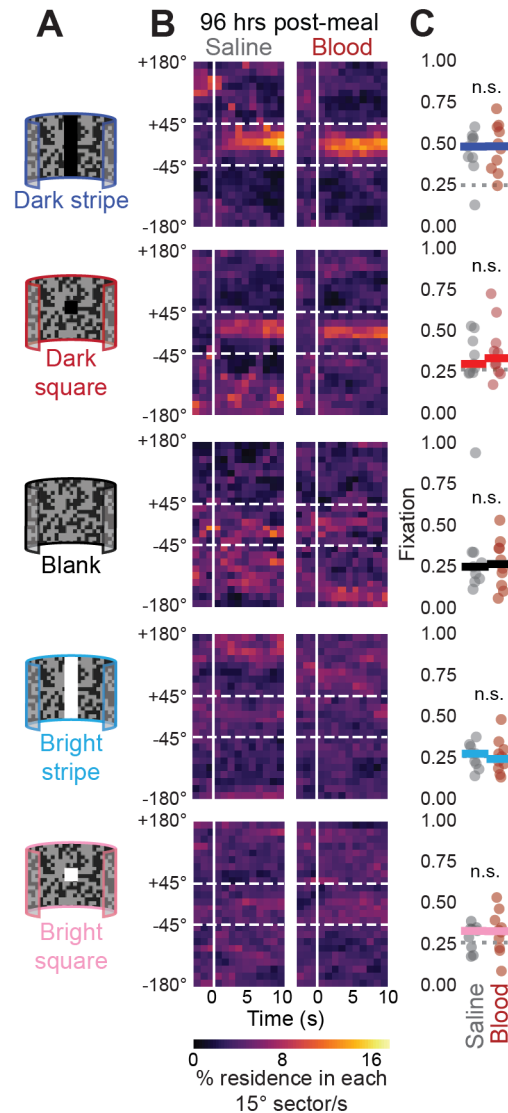 A
B
96 hrs post-meal
C
Saline
Blood
+180°
+45°
-45°
-180°
1.00
0.75
0.50
0.25
0.00
n.s.
Dark stripe
+180°
+45°
-45°
-180°
1.00
0.75
0.50
0.25
0.00
n.s.
Dark
square
+180°
+45°
-45°
-180°
1.00
0.75
0.50
0.25
0.00
n.s.
Fixation
Blank
+180°
+45°
-45°
-180°
1.00
0.75
0.50
0.25
0.00
n.s.
Bright
stripe
+180°
+45°
-45°
-180°
1.00
0.75
0.50
0.25
0.00
n.s.
Bright
square
0 10 0 10
Time (s)
Saline
Blood
0 8 16
% residence in each
15° sector/s